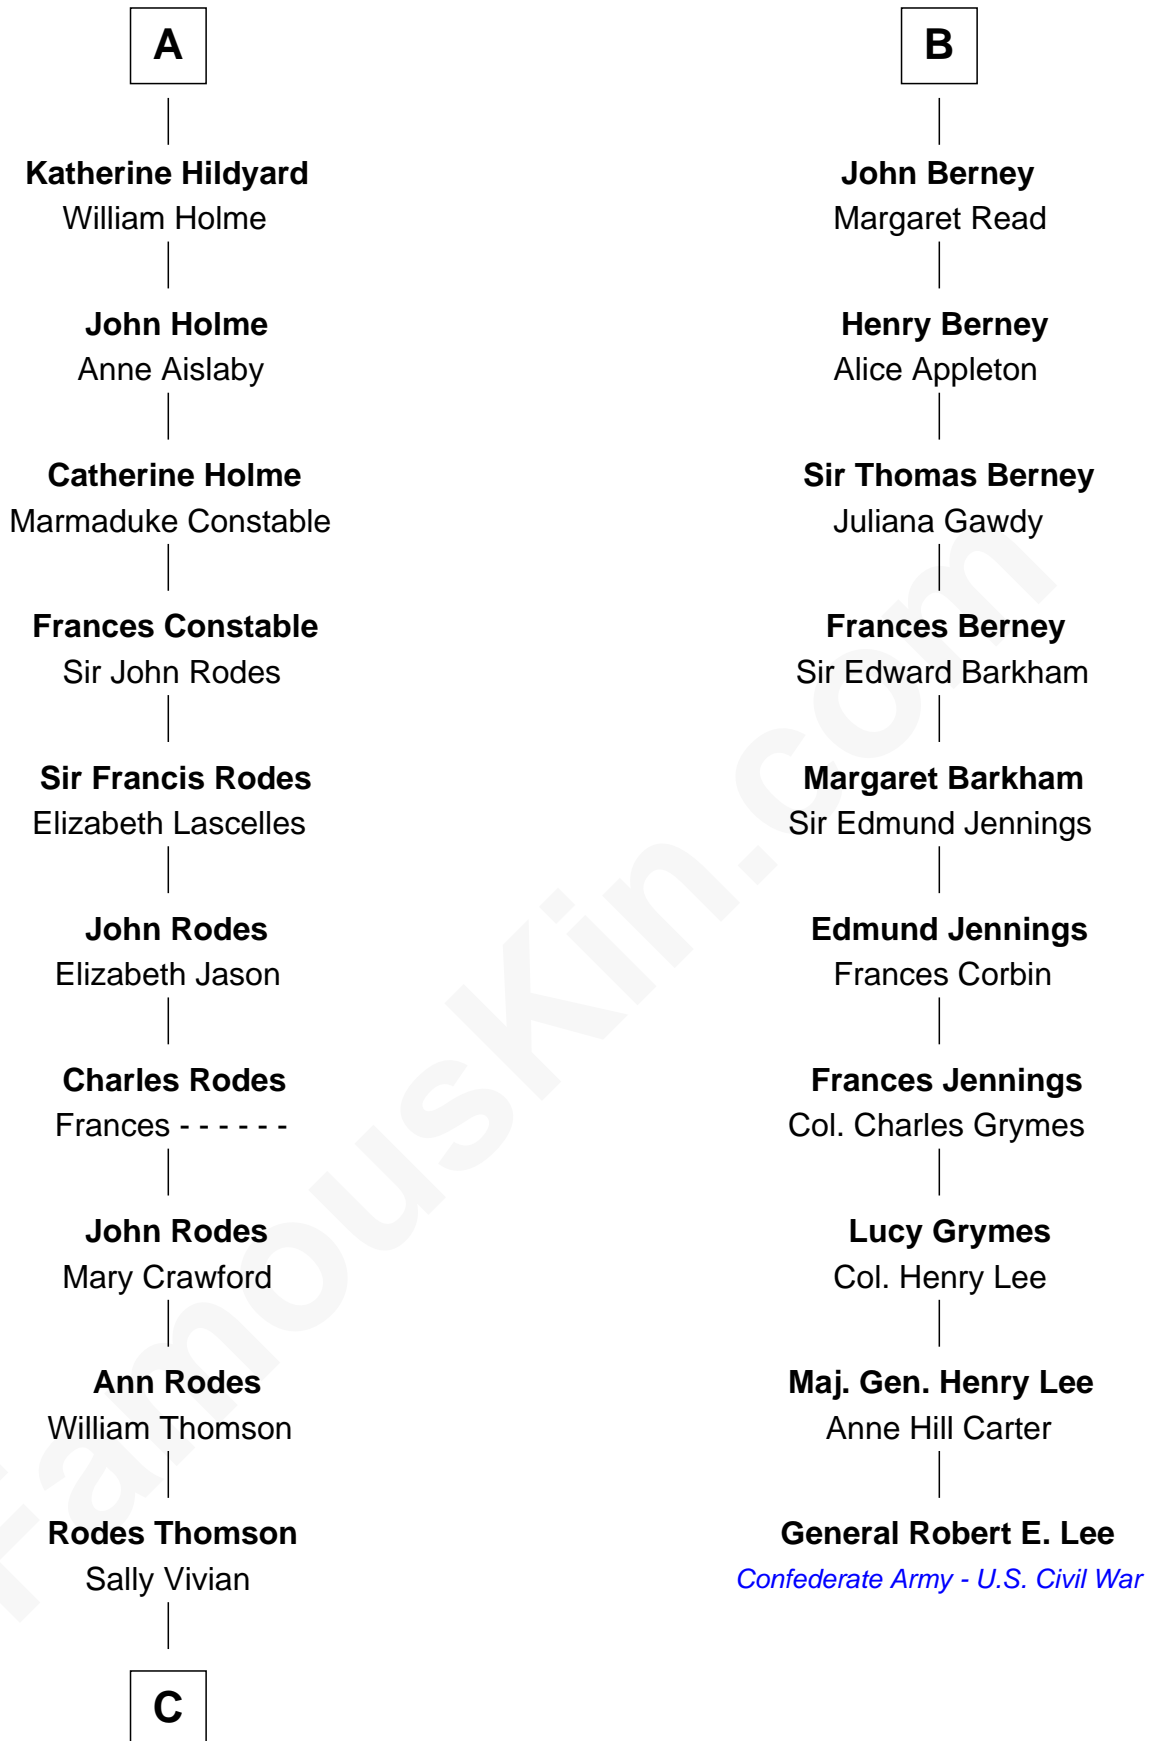 A
Katherine Hildyard
William Holme
John Holme
Anne Aislaby
Catherine Holme
Marmaduke Constable
Frances Constable
Sir John Rodes
Sir Francis Rodes
Elizabeth Lascelles
John Rodes
Elizabeth Jason
Charles Rodes
Frances - - - - - -
John Rodes
Mary Crawford
Ann Rodes
William Thomson
Rodes Thomson
Sally Vivian
C
B
John Berney
Margaret Read
Henry Berney
Alice Appleton
Sir Thomas Berney
Juliana Gawdy
Frances Berney
Sir Edward Barkham
Margaret Barkham
Sir Edmund Jennings
Edmund Jennings
Frances Corbin
Frances Jennings
Col. Charles Grymes
Lucy Grymes
Col. Henry Lee
Maj. Gen. Henry Lee
Anne Hill Carter
General Robert E. Lee
Confederate Army - U.S. Civil War
FamousKin.com